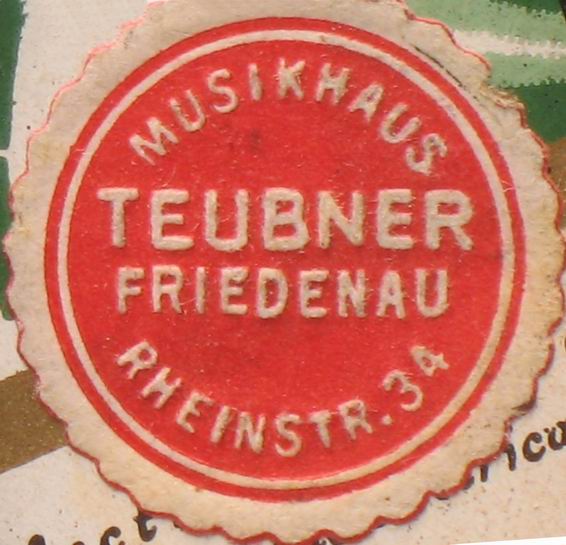 MUSIKHAUS
TEUBNER
FRIEDENAU
RHEINSTR. 34